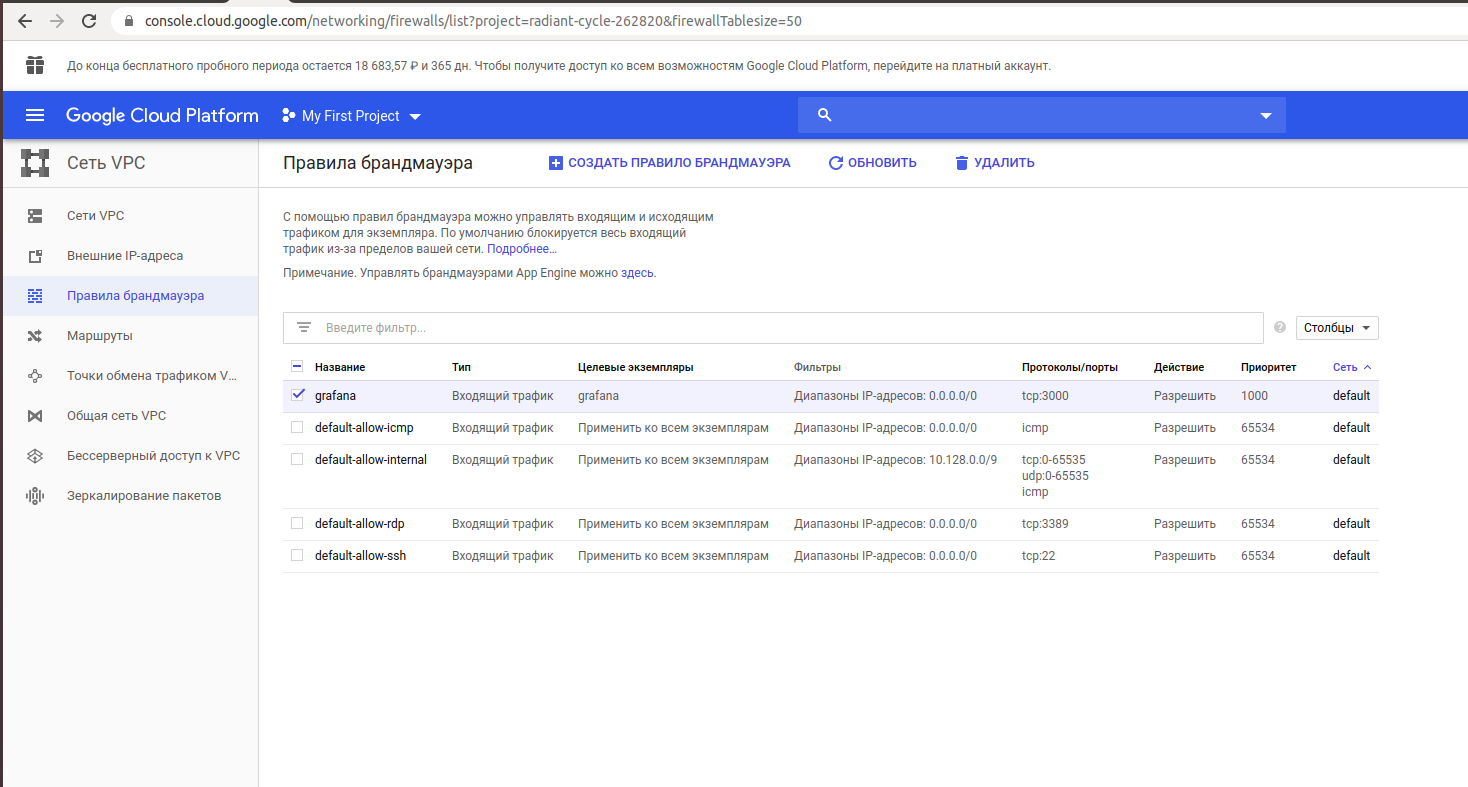 console.cloud.google.com/networking/firewalls/list?project=radiant-cycle-262820&firewallTablesize=50
До конца бесплатного пробного периода остается 18 683,57 ₽ и 365 дн. Чтобы получите доступ ко всем возможностям Google Cloud Platform, перейдите на платный аккаунт.
Google Cloud Platform My First Project
Сеть VPC
Сети VPC
Внешние IP-адреса
Правила брандмауэра
Маршруты
Точки обмена трафиком V...
Общая сеть VPC
Бессерверный доступ к VPC
Зеркалирование пакетов
Правила брандмауэра СОЗДАТЬ ПРАВИЛО БРАНДМАУЭРА ОБНОВИТЬ УДАЛИТЬ
С помощью правил брандмауэра можно управлять входящим и исходящим
трафиком для экземпляра. По умолчанию блокируется весь входящий
трафик из-за пределов вашей сети. Подробнее…
Примечание. Управлять брандмауэрами App Engine можно здесь.
Введите фильтр... ? Столбцы
Название Тип Целевые экземпляры Фильтры Протоколы/порты Действие Приоритет Сеть
grafana Входящий трафик grafana Диапазоны IP-адресов: 0.0.0.0/0 tcp:3000 Разрешить 1000 default
default-allow-icmp Входящий трафик Применить ко всем экземплярам Диапазоны IP-адресов: 0.0.0.0/0 icmp Разрешить 65534 default
default-allow-internal Входящий трафик Применить ко всем экземплярам Диапазоны IP-адресов: 10.128.0.0/9 tcp:0-65535 Разрешить 65534 default
udp:0-65535
icmp
default-allow-rdp Входящий трафик Применить ко всем экземплярам Диапазоны IP-адресов: 0.0.0.0/0 tcp:3389 Разрешить 65534 default
default-allow-ssh Входящий трафик Применить ко всем экземплярам Диапазоны IP-адресов: 0.0.0.0/0 tcp:22 Разрешить 65534 default